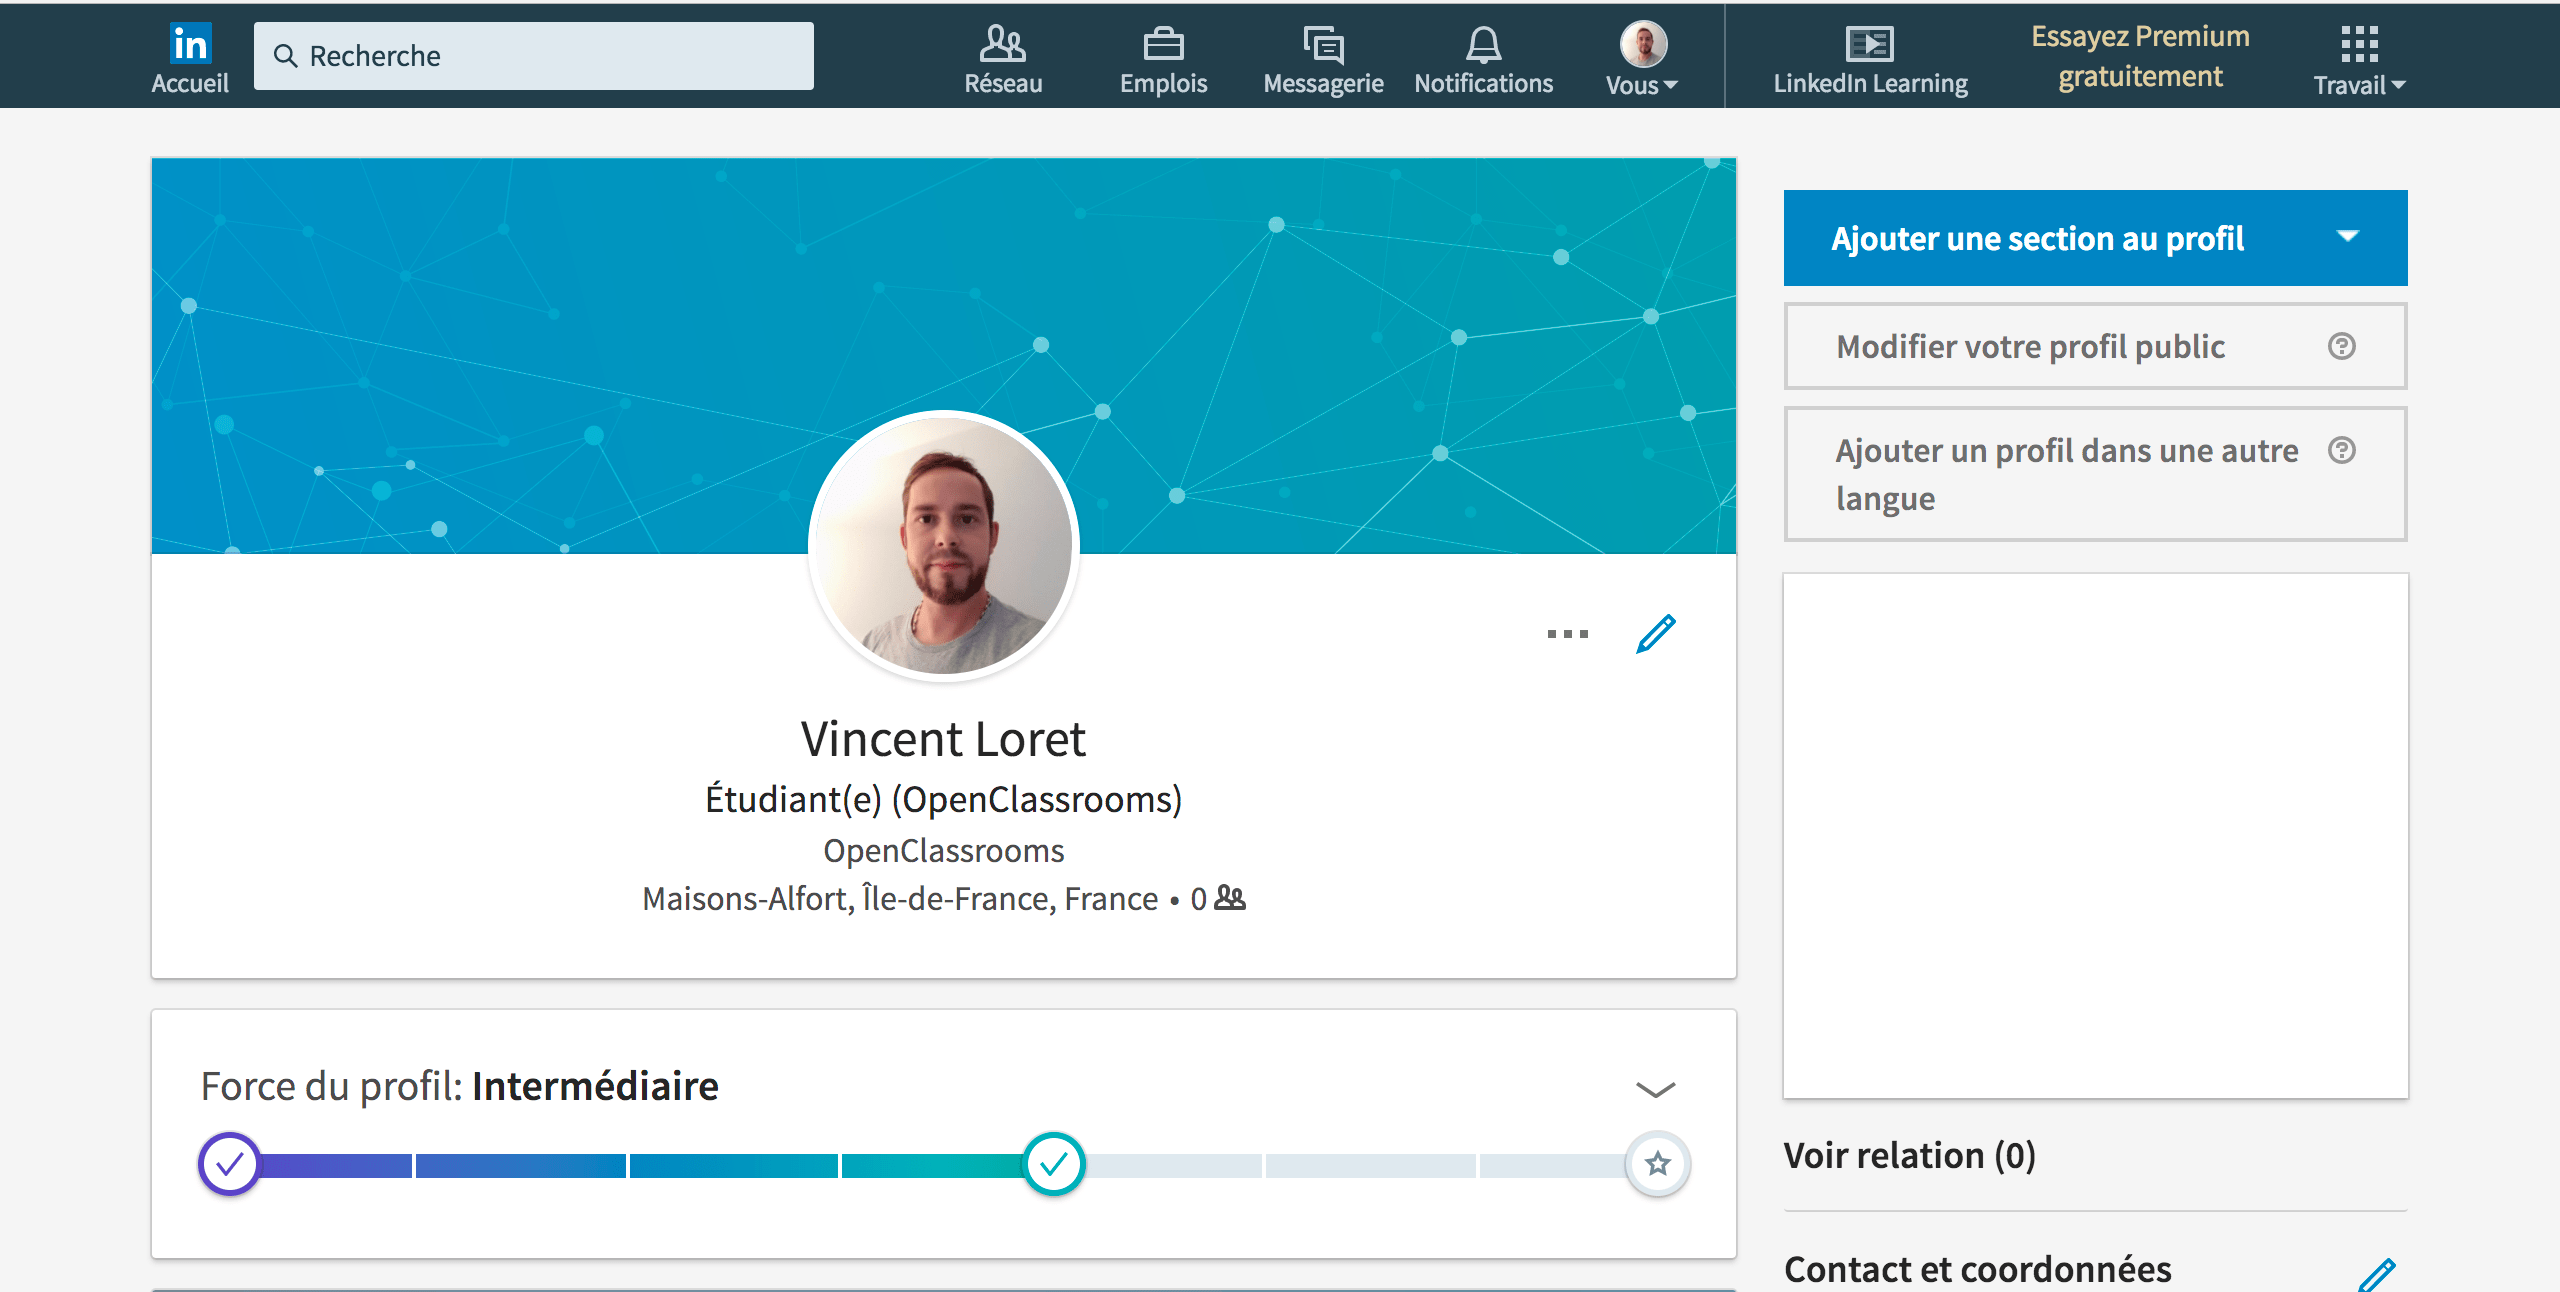 in
Accueil
Recherche
Réseau
Emplois
Messagerie
Notifications
Vous
LinkedIn Learning
Essayez Premium
gratuitement
Travail
Ajouter une section au profil
Modifier votre profil public
?
Ajouter un profil dans une autre
langue
?
Vincent Loret
Étudiant(e) (OpenClassrooms)
OpenClassrooms
Maisons-Alfort, Île-de-France, France • 0
Force du profil: Intermédiaire
Voir relation (0)
Contact et coordonnées